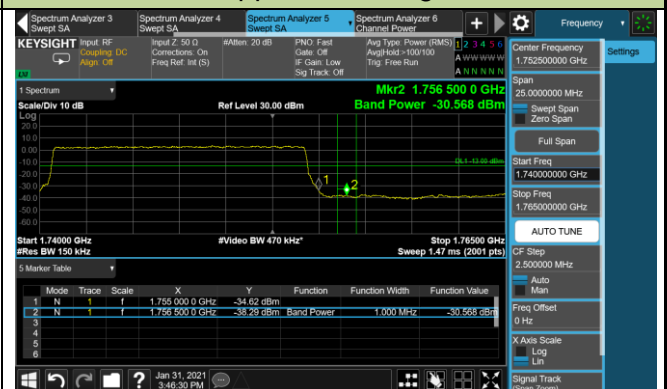 Spectrum Analyzer 3
Swept SA
Spectrum Analyzer 4
Swept SA
Spectrum Analyzer 5
Swept SA
Spectrum Analyzer 6
Channel Power
Frequency
KEYSIGHT
Input: RF
Coupling: DC
Align: Off
Input Z: 50 Ω
Corrections: On
Freq Ref: Int (S)
#Atten: 20 dB
PNO: Fast
Gate: Off
IF Gain: Low
Sig Track: Off
Avg Type: Power (RMS)
Avg|Hold:>100/100
Trig: Free Run
1 2 3 4 5 6
A W W W W W
A N N N N N
1 Spectrum
Scale/Div 10 dB
Ref Level 30.00 dBm
Mkr2 1.756 500 0 GHz
Band Power -30.568 dBm
Log
20.0
10.0
0.00
-10.0
-20.0
-30.0
-40.0
-50.0
-60.0
DL1 -13.00 dBm
1
2
Start 1.74000 GHz
#Res BW 150 kHz
#Video BW 470 kHz*
Stop 1.76500 GHz
Sweep 1.47 ms (2001 pts)
5 Marker Table
Mode Trace Scale X Y Function Function Width Function Value
1 N 1 f 1.755 000 0 GHz -34.62 dBm
2 N 1 f 1.756 500 0 GHz -38.29 dBm Band Power 1.000 MHz -30.568 dBm
3
4
5
6
Jan 31, 2021
3:46:30 PM
Center Frequency
1.752500000 GHz
Settings
Span
25.0000000 MHz
Swept Span
Zero Span
Full Span
Start Freq
1.740000000 GHz
Stop Freq
1.765000000 GHz
AUTO TUNE
CF Step
2.500000 MHz
Auto
Man
Freq Offset
0 Hz
X Axis Scale
Log
Lin
Signal Track